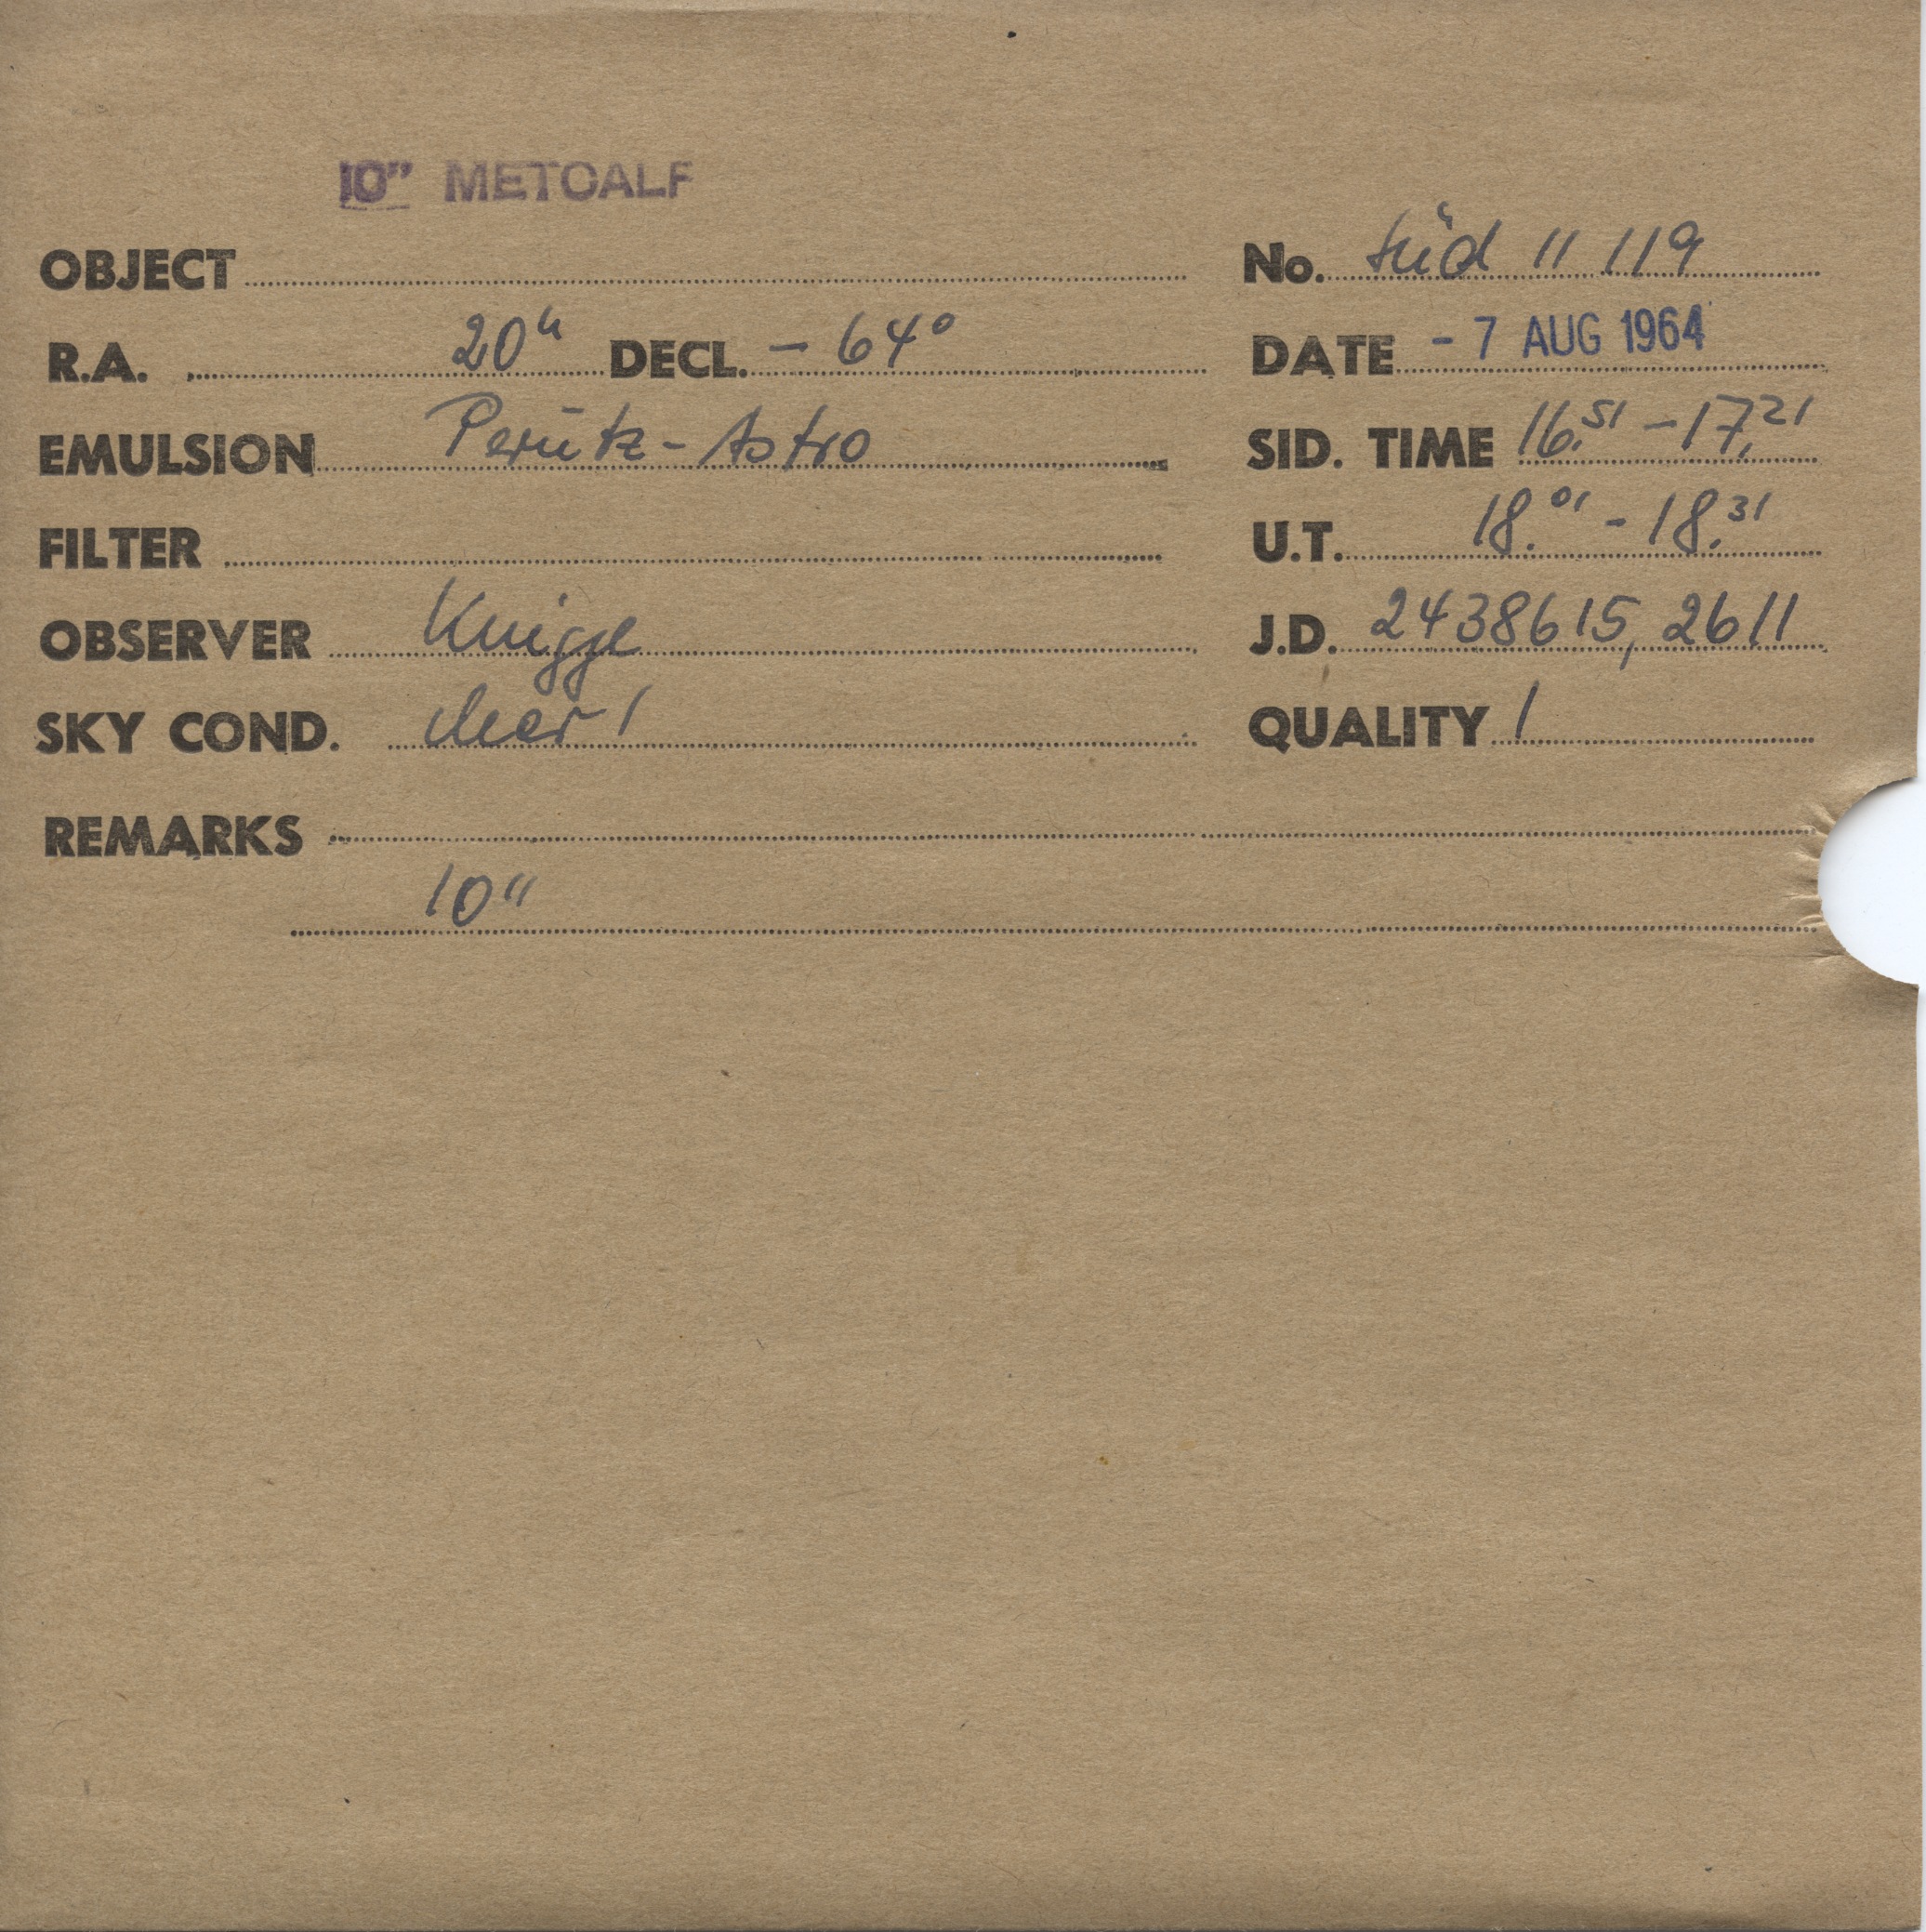 10" METCALF
OBJECT No. Süd 11 119
R.A. 20h DECL. - 64° DATE - 7 AUG 1964
EMULSION Perutz-Astro SID. TIME 16.51 - 17.21
FILTER U.T. 18.01 - 18.31
OBSERVER Knigge J.D. 2438615,2611
SKY COND. clear 1 QUALITY 1
REMARKS
10"